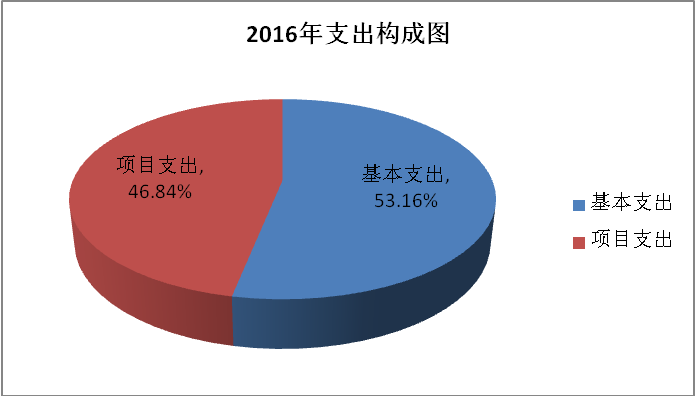 2016年支出构成图
项目支出,
46.84%
基本支出,
53.16%
基本支出
项目支出